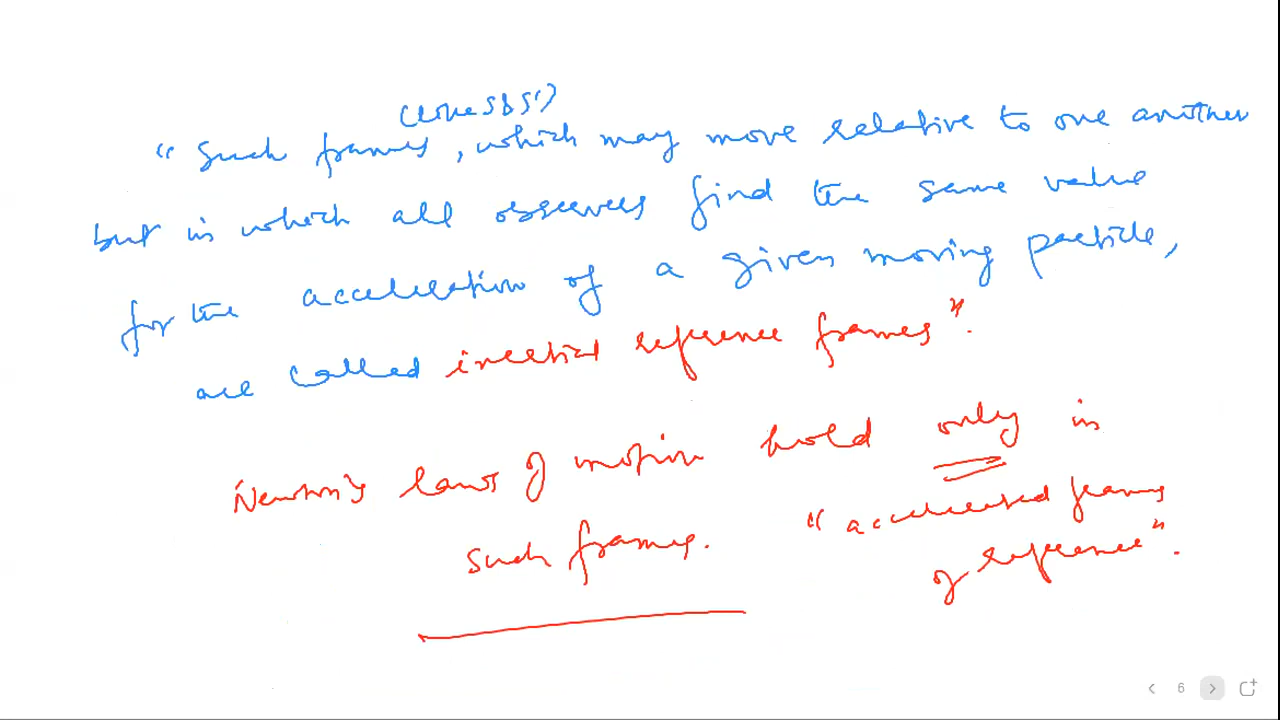 “ Such frames, which may move relative to one another
but in which all observers find the same value
for the acceleration of a given moving particle,
are called inertial reference frames”.
Newton's laws of motion hold only in
such frames. “ accelerated frames
of reference”.
6